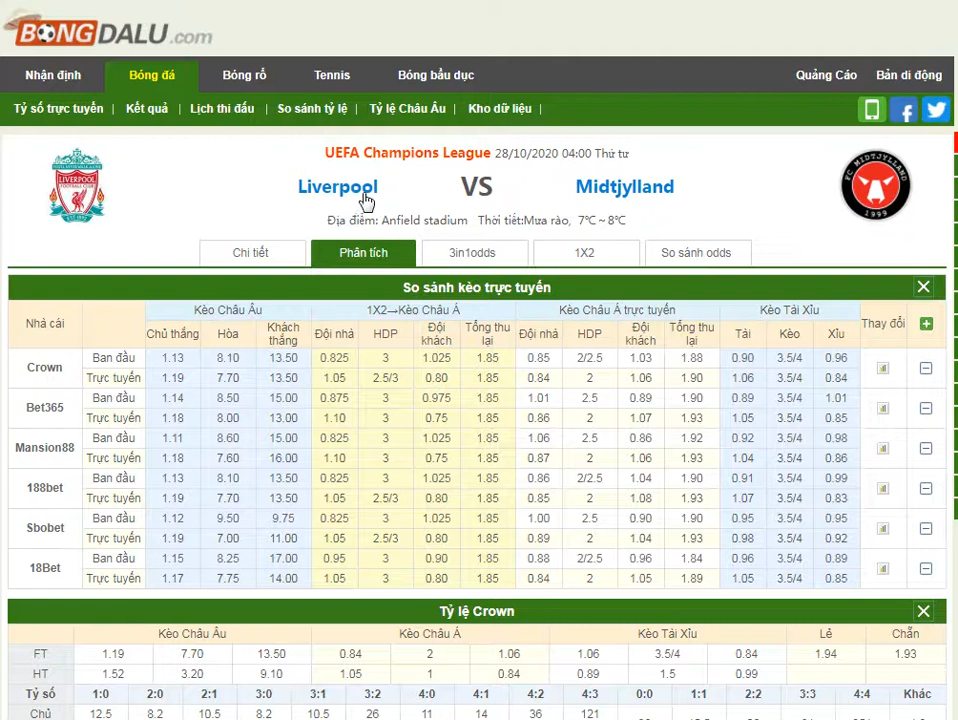 BONGDALU.com
Nhận định Bóng đá Bóng rổ Tennis Bóng bầu dục Quảng Cáo Bản di động
Tỷ số trực tuyến | Kết quả | Lịch thi đấu | So sánh tỷ lệ | Tỷ lệ Châu Âu | Kho dữ liệu |
UEFA Champions League 28/10/2020 04:00 Thứ tư
Liverpool VS Midtjylland
Địa điểm: Anfield stadium Thời tiết:Mưa rào, 7℃～8℃
Chi tiết Phân tích 3in1odds 1X2 So sánh odds
So sánh kèo trực tuyến
Nhà cái Kèo Châu Âu 1X2→Kèo Châu Á Kèo Châu Á trực tuyến Kèo Tài Xỉu Thay đổi
Chủ thắng Hòa Khách thắng Đội nhà HDP Đội khách Tổng thu lại Đội nhà HDP Đội khách Tổng thu lại Tài Kèo Xỉu
Crown Ban đầu 1.13 8.10 13.50 0.825 3 1.025 1.85 0.85 2/2.5 1.03 1.88 0.90 3.5/4 0.96
Trực tuyến 1.19 7.70 13.50 1.05 2.5/3 0.80 1.85 0.84 2 1.06 1.90 1.06 3.5/4 0.84
Bet365 Ban đầu 1.14 8.50 15.00 0.875 3 0.975 1.85 1.01 2.5 0.89 1.90 0.89 3.5/4 1.01
Trực tuyến 1.18 8.00 13.00 1.10 3 0.75 1.85 0.86 2 1.07 1.93 1.05 3.5/4 0.85
Mansion88 Ban đầu 1.11 8.60 15.00 0.825 3 1.025 1.85 1.06 2.5 0.86 1.92 0.92 3.5/4 0.98
Trực tuyến 1.18 7.60 16.00 1.10 3 0.75 1.85 0.87 2 1.06 1.93 1.04 3.5/4 0.86
188bet Ban đầu 1.13 8.10 13.50 0.825 3 1.025 1.85 0.86 2/2.5 1.04 1.90 0.91 3.5/4 0.99
Trực tuyến 1.19 7.70 13.50 1.05 2.5/3 0.80 1.85 0.85 2 1.08 1.93 1.07 3.5/4 0.83
Sbobet Ban đầu 1.12 9.50 9.75 0.825 3 1.025 1.85 1.00 2.5 0.90 1.90 0.95 3.5/4 0.95
Trực tuyến 1.19 7.00 11.00 1.05 2.5/3 0.80 1.85 0.89 2 1.04 1.93 0.98 3.5/4 0.92
18Bet Ban đầu 1.15 8.25 17.00 0.95 3 0.90 1.85 0.88 2/2.5 0.96 1.84 0.96 3.5/4 0.89
Trực tuyến 1.17 7.75 14.00 1.05 3 0.80 1.85 0.84 2 1.05 1.89 1.05 3.5/4 0.85
Tỷ lệ Crown
Kèo Châu Âu Kèo Châu Á Kèo Tài Xỉu Lẻ Chẵn
FT 1.19 7.70 13.50 0.84 2 1.06 1.06 3.5/4 0.84 1.94 1.93
HT 1.52 3.20 9.10 1.05 1 0.84 0.89 1.5 0.99
Tỷ số 1:0 2:0 2:1 3:0 3:1 3:2 4:0 4:1 4:2 4:3 0:0 1:1 2:2 3:3 4:4 Khác
Chủ 12.5 8.2 10.5 8.2 10.5 26 11 14 36 121
LIVERPOOL
FOOTBALL CLUB
FC MIDTJYLLAND
1999